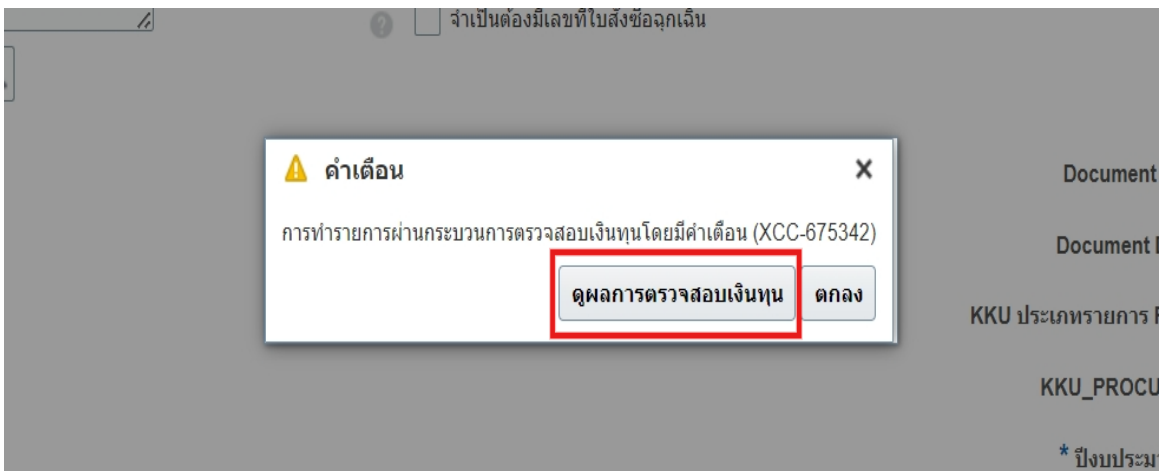 จำเป็นต้องมีเลขที่ใบสั่งซื้อฉุกเฉิน
คำเตือน
การทำรายการผ่านกระบวนการตรวจสอบเงินทุนโดยมีคำเตือน (XCC-675342)
ดูผลการตรวจสอบเงินทุน
ตกลง
Document
Document
KKU ประเภทรายการ
KKU_PROCU
* ปีงบประมา